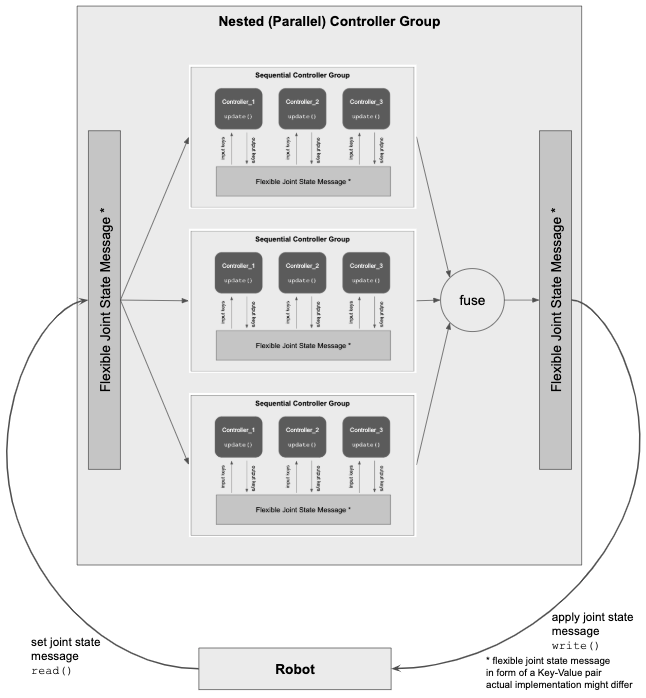 Nested (Parallel) Controller Group
Flexible Joint State Message *
Sequential Controller Group
Controller_1
update()
Controller_2
update()
Controller_3
update()
input keys
output keys
input keys
output keys
input keys
output keys
Flexible Joint State Message *
Sequential Controller Group
Controller_1
update()
Controller_2
update()
Controller_3
update()
input keys
output keys
input keys
output keys
input keys
output keys
Flexible Joint State Message *
Sequential Controller Group
Controller_1
update()
Controller_2
update()
Controller_3
update()
input keys
output keys
input keys
output keys
input keys
output keys
Flexible Joint State Message *
fuse
Flexible Joint State Message *
set joint state
message
read()
Robot
apply joint state
message
write()
* flexible joint state message
in form of a Key-Value pair
actual implementation might differ